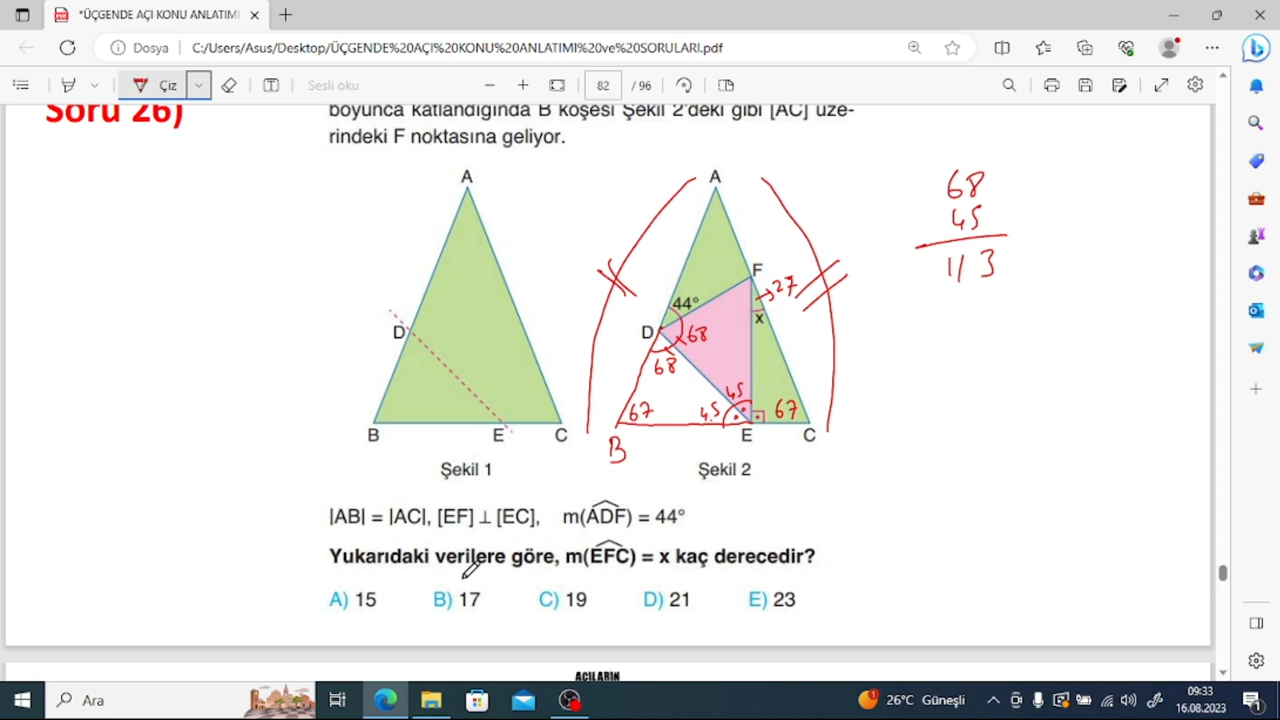 *ÜÇGENDE AÇI KONU ANLATIMI
Dosya
C:/Users/Asus/Desktop/ÜÇGENDE%20AÇI%20KONU%20ANLATIMI%20ve%20SORULARI.pdf
Çiz
Sesli oku
82 / 96
Soru 26)
boyunca katlandığında B köşesi Şekil 2'deki gibi [AC] üze-
rindeki F noktasına geliyor.
A
D
B
E
C
Şekil 1
A
F
27
44°
x
D
68
68
45
67
45
67
E
C
B
Şekil 2
68
45
113
|AB| = |AC|, [EF] ⊥ [EC], m(ADF) = 44°
Yukarıdaki verilere göre, m(EFC) = x kaç derecedir?
A) 15 B) 17 C) 19 D) 21 E) 23
AÇILARIN
Ara
26°C Güneşli
09:33
16.08.2023
1
1